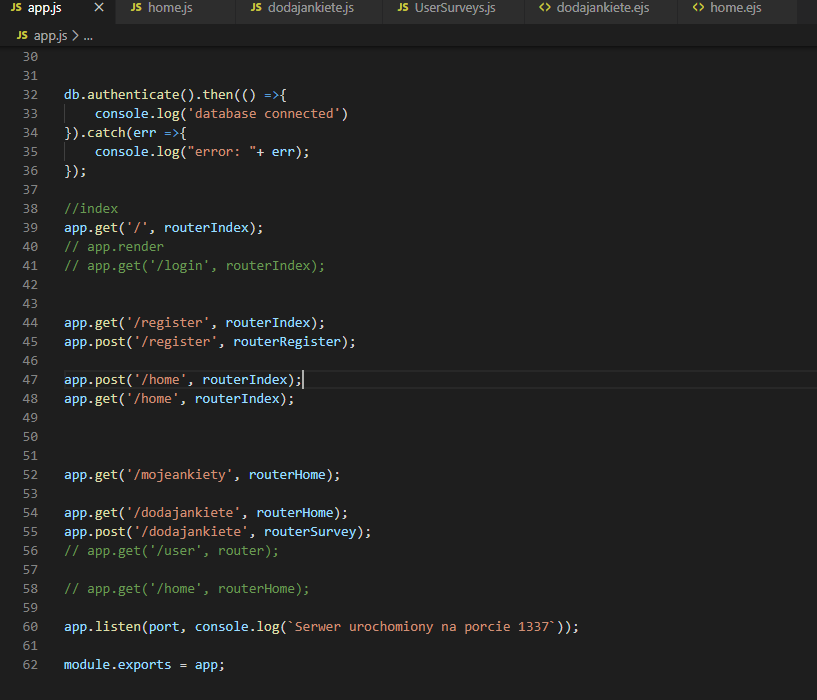 JS app.js × JS home.js JS dodajankiete.js JS UserSurveys.js <> dodajankiete.ejs <> home.ejs
JS app.js > ...
30
31
32 db.authenticate().then(() =>{
33     console.log('database connected')
34 }).catch(err =>{
35     console.log("error: "+ err);
36 });
37
38 //index
39 app.get('/', routerIndex);
40 // app.render
41 // app.get('/login', routerIndex);
42
43
44 app.get('/register', routerIndex);
45 app.post('/register', routerRegister);
46
47 app.post('/home', routerIndex);
48 app.get('/home', routerIndex);
49
50
51
52 app.get('/mojeankiety', routerHome);
53
54 app.get('/dodajankiete', routerHome);
55 app.post('/dodajankiete', routerSurvey);
56 // app.get('/user', router);
57
58 // app.get('/home', routerHome);
59
60 app.listen(port, console.log(`Serwer urochomiony na porcie 1337`));
61
62 module.exports = app;